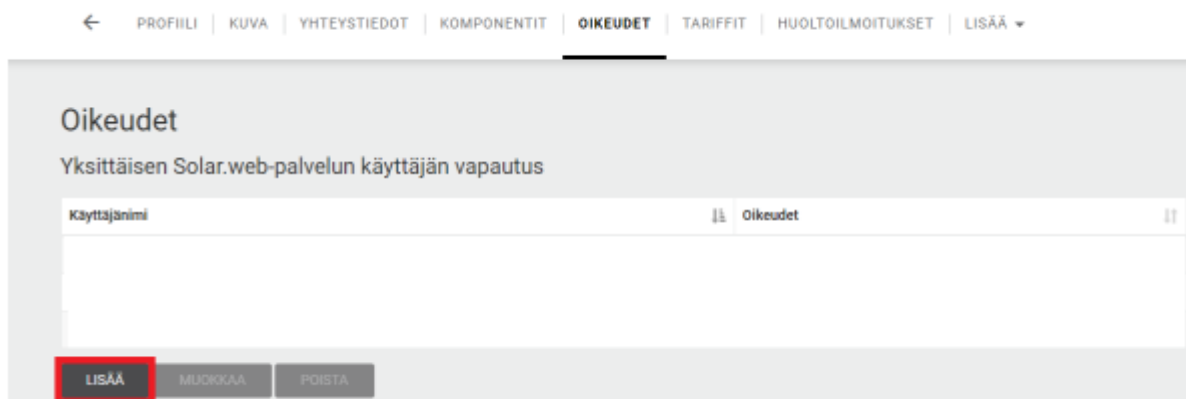 ← PROFIILI | KUVA | YHTEYSTIEDOT | KOMPONENTIT | OIKEUDET | TARIFFIT | HUOLTOILMOITUKSET | LISÄÄ
Oikeudet
Yksittäisen Solar.web-palvelun käyttäjän vapautus
Käyttäjänimi Oikeudet
LISÄÄ MUOKKAA POISTA